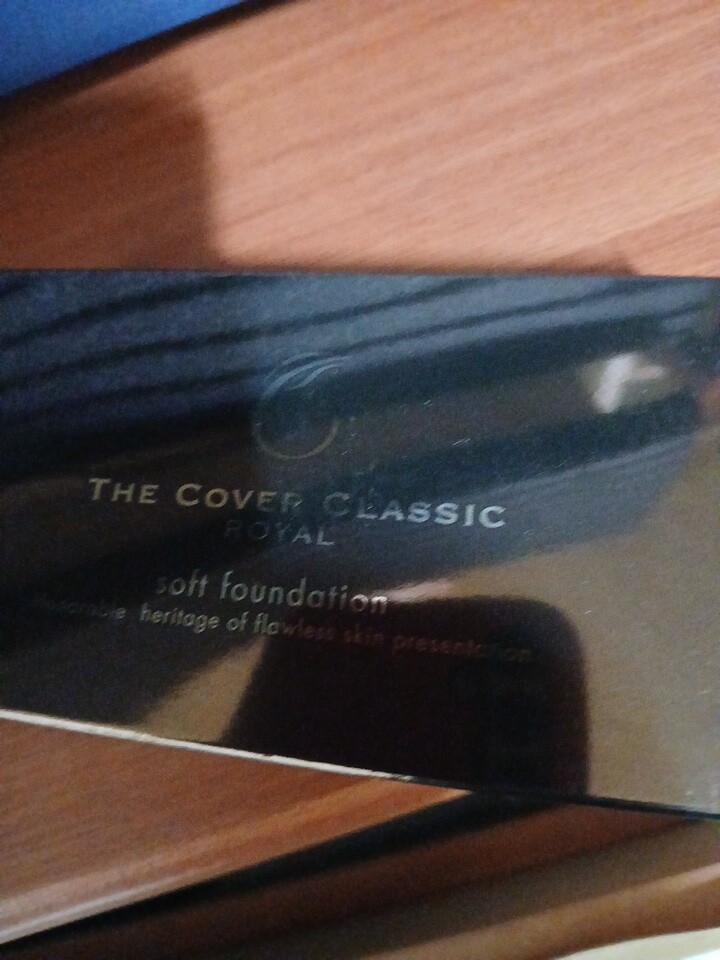 THE COVER CLASSIC
ROYAL
soft foundation
heritage of flawless skin presentation